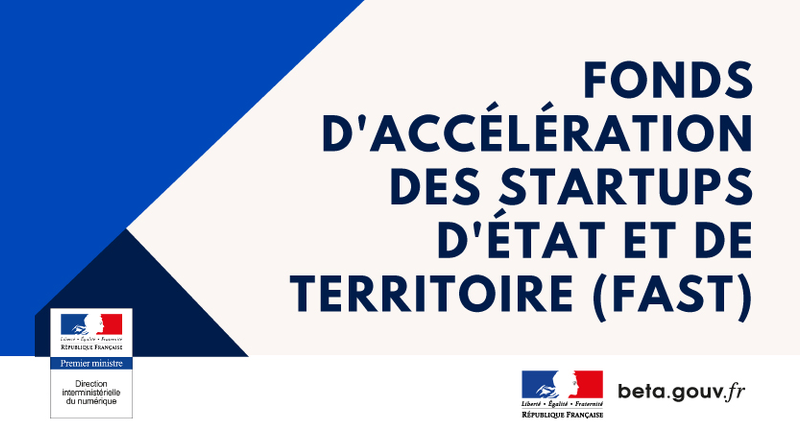 FONDS
D'ACCÉLÉRATION
DES STARTUPS
D'ÉTAT ET DE
TERRITOIRE (FAST)
Liberté • Égalité • Fraternité
RÉPUBLIQUE FRANÇAISE
Premier ministre
Direction
interministérielle
du numérique
Liberté • Égalité • Fraternité
RÉPUBLIQUE FRANÇAISE
beta.gouv.fr